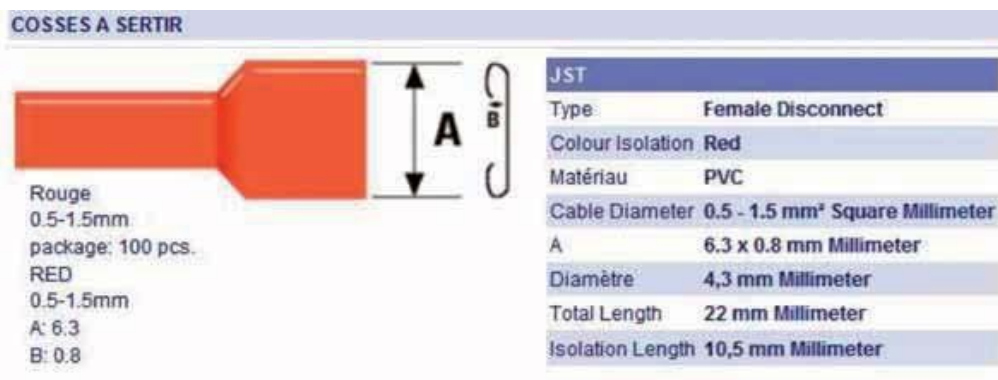 COSSES A SERTIR
A
B
Rouge
0.5-1.5mm
package: 100 pcs.
RED
0.5-1.5mm
A: 6.3
B: 0.8
JST
Type Female Disconnect
Colour Isolation Red
Matériau PVC
Cable Diameter 0.5 - 1.5 mm² Square Millimeter
A 6.3 x 0.8 mm Millimeter
Diamètre 4,3 mm Millimeter
Total Length 22 mm Millimeter
Isolation Length 10,5 mm Millimeter